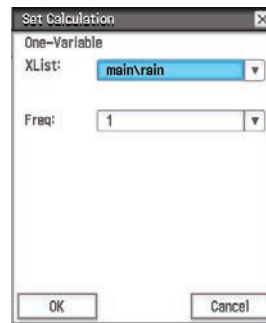 Set Calculation
One-Variable
XList: main\rain
Freq: 1
OK Cancel